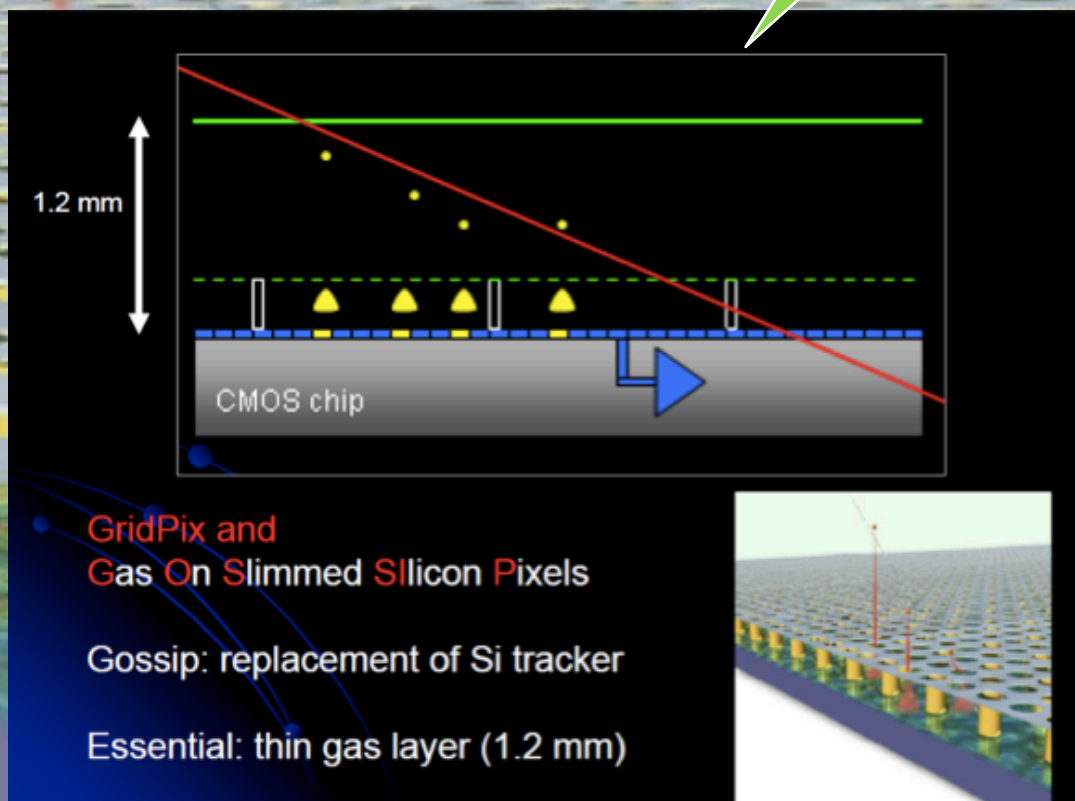 1.2 mm
CMOS chip
GridPix and
Gas On Slimmed SIlicon Pixels
Gossip: replacement of Si tracker
Essential: thin gas layer (1.2 mm)